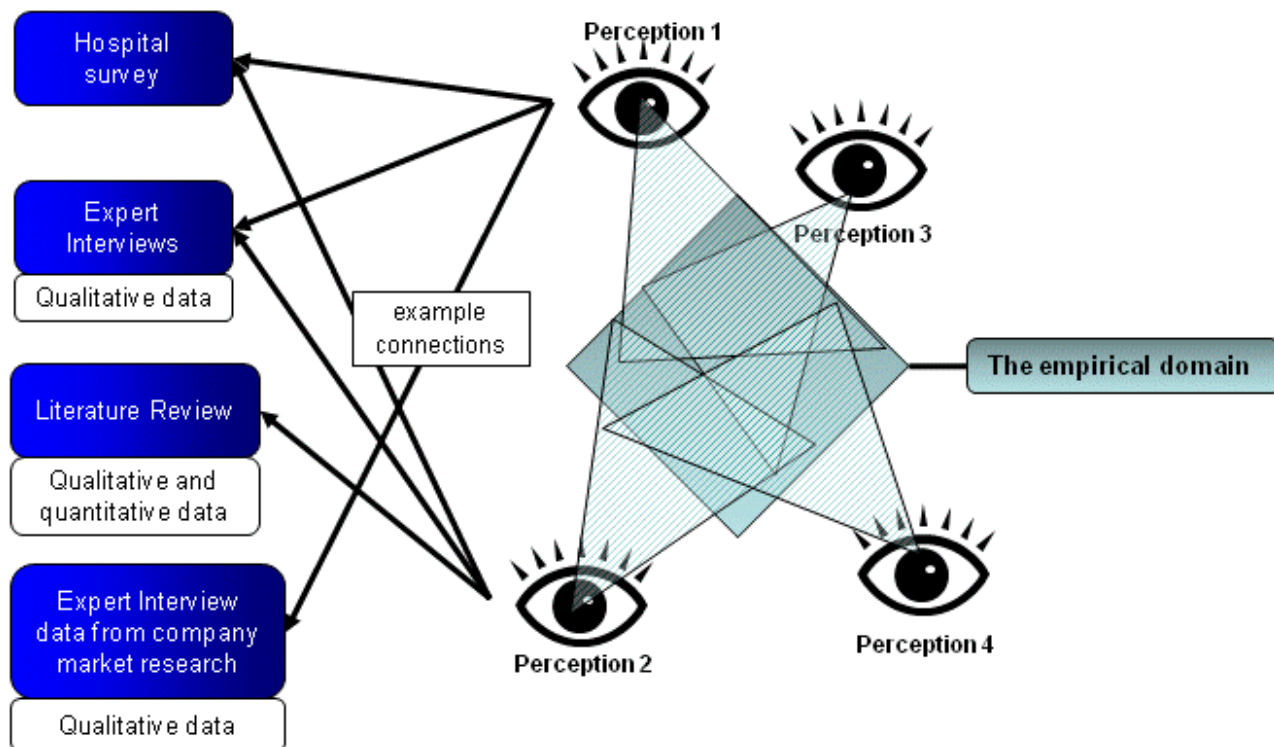 Hospital
survey
Expert
Interviews
Qualitative data
Literature Review
Qualitative and
quantitative data
Expert Interview
data from company
market research
Qualitative data
example
connections
Perception 1
Perception 3
The empirical domain
Perception 2
Perception 4